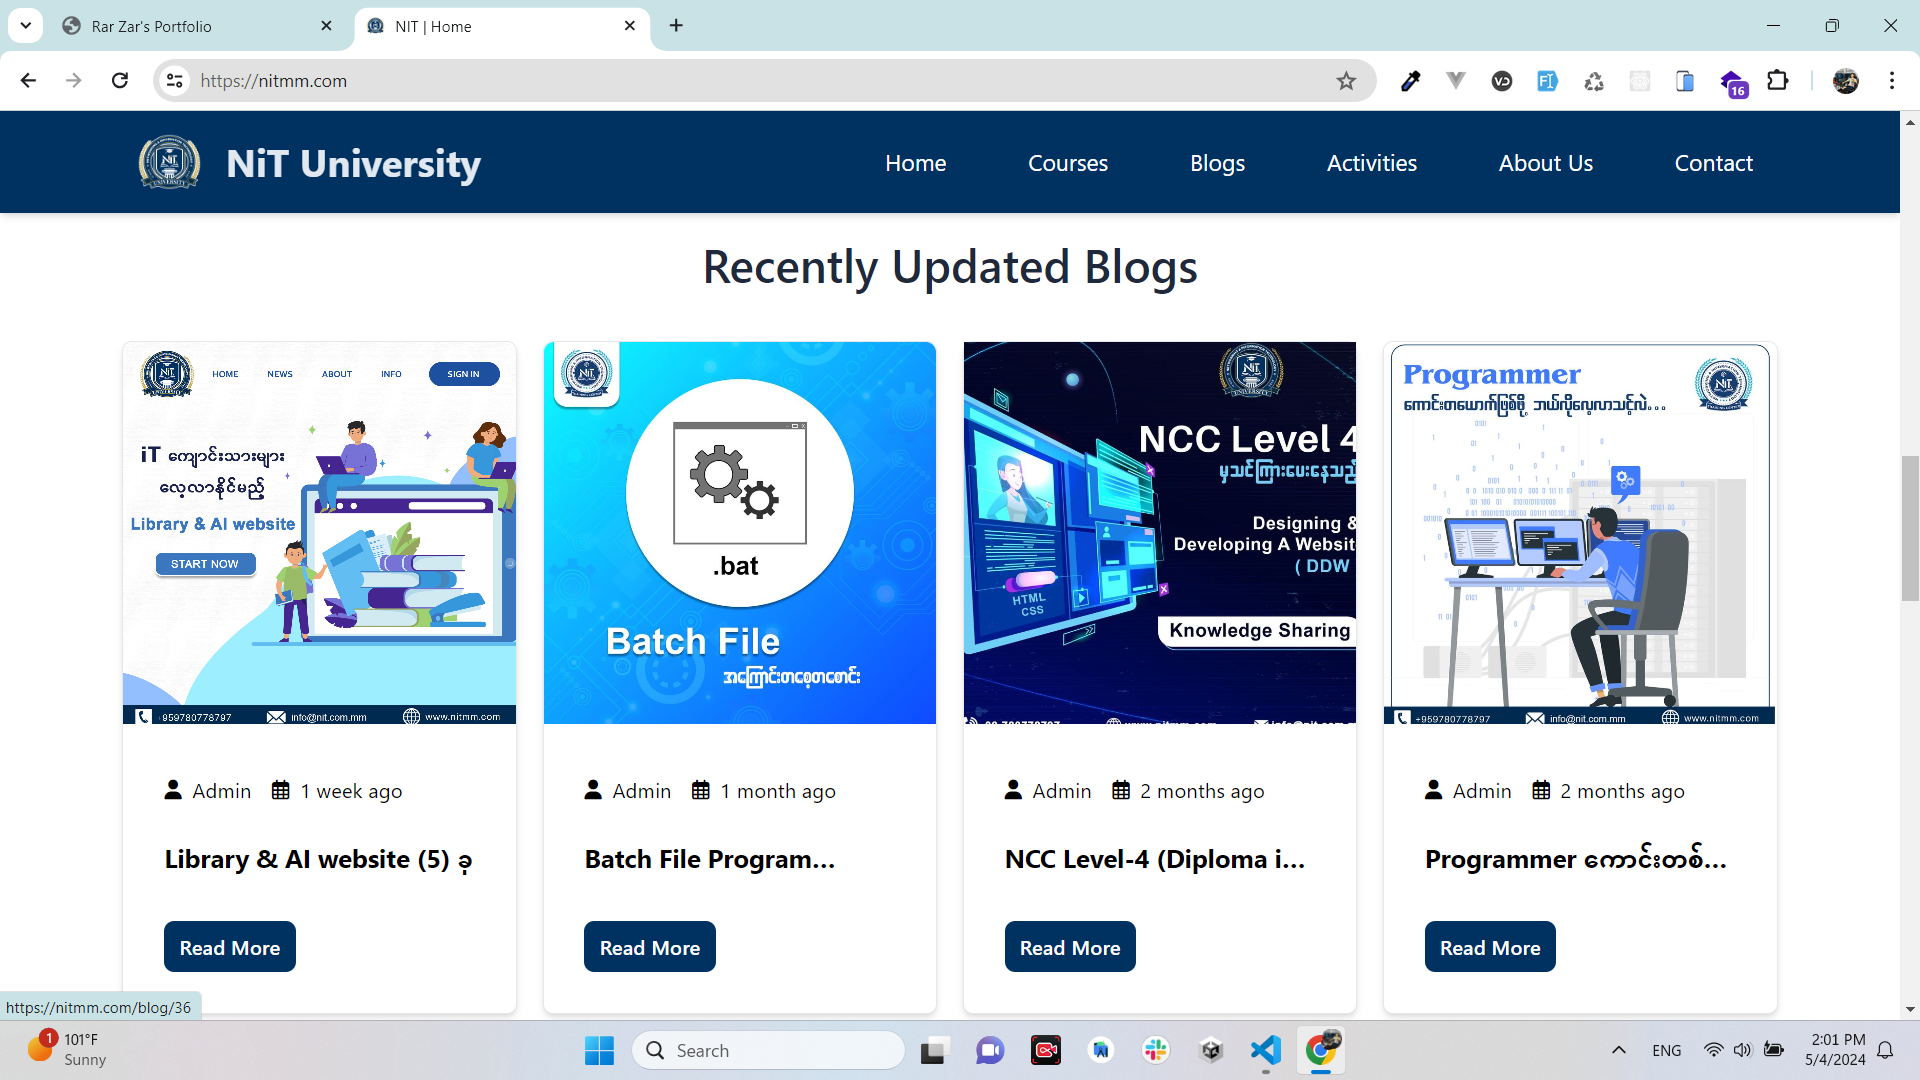 Rar Zar's Portfolio
NIT | Home
https://nitmm.com
16
NiT University
Home
Courses
Blogs
Activities
About Us
Contact
Recently Updated Blogs
NiT
HOME
NEWS
ABOUT
INFO
SIGN IN
iT ကျောင်းသားများ
လေ့လာနိုင်မည့်
Library & AI website
START NOW
+959780778797
info@nit.com.mm
www.nitmm.com
Admin
1 week ago
Library & AI website (5) ခု
Read More
.bat
Batch File
အကြောင်းတစေ့တစောင်း
Admin
1 month ago
Batch File Program...
Read More
NCC Level 4
မှသင်ကြားပေးနေသည့်
Designing &
Developing A Websit
( DDW
HTML
CSS
Knowledge Sharing
Admin
2 months ago
NCC Level-4 (Diploma i...
Read More
Programmer
ကောင်းတယောက်ဖြစ်ဖို့ ဘယ်လိုလေ့လာသင့်လဲ...
+959780778797
info@nit.com.mm
www.nitmm.com
Admin
2 months ago
Programmer ကောင်းတစ်...
Read More
https://nitmm.com/blog/36
1
101°F
Sunny
Search
ENG
2:01 PM
5/4/2024